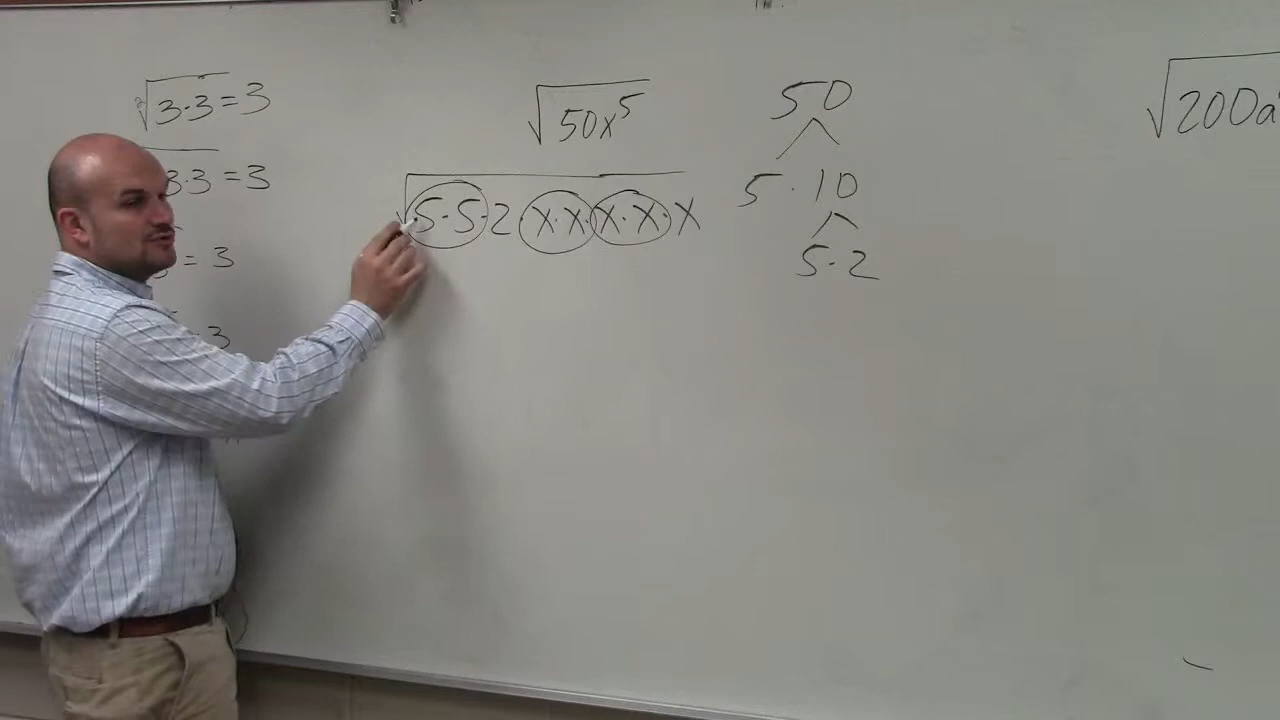 √3·3 = 3
3·3 = 3
= 3
3
√50x⁵
√5·5·2·x·x·x·x·x
50
5·10
5·2
√200a